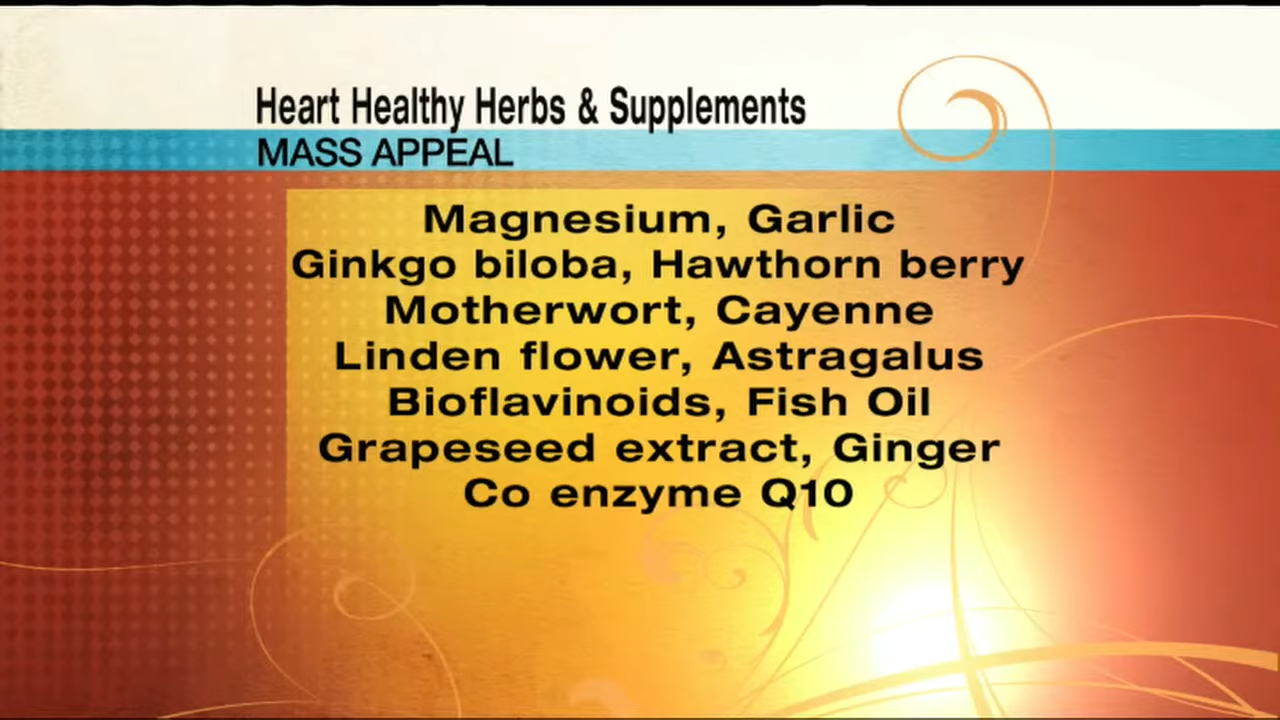 Heart Healthy Herbs & Supplements
MASS APPEAL
Magnesium, Garlic
Ginkgo biloba, Hawthorn berry
Motherwort, Cayenne
Linden flower, Astragalus
Bioflavinoids, Fish Oil
Grapeseed extract, Ginger
Co enzyme Q10